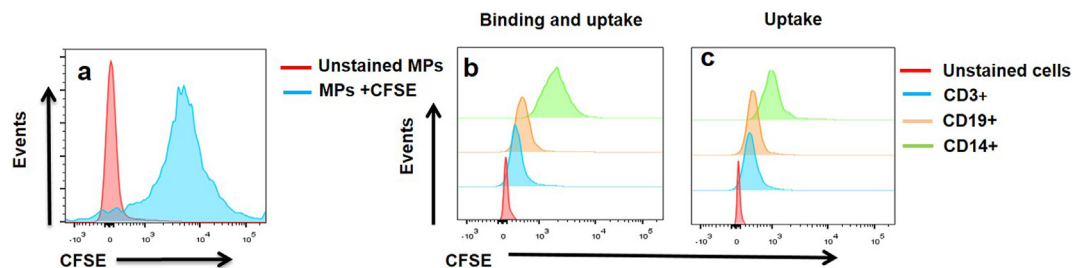 Binding and uptake
Uptake
a
Unstained MPs
MPs +CFSE
Events
-10³ 0 10³ 10⁴ 10⁵
CFSE
b
Events
-10³ 0 10³ 10⁴ 10⁵
CFSE
c
-10³ 0 10³ 10⁴ 10⁵
Unstained cells
CD3+
CD19+
CD14+